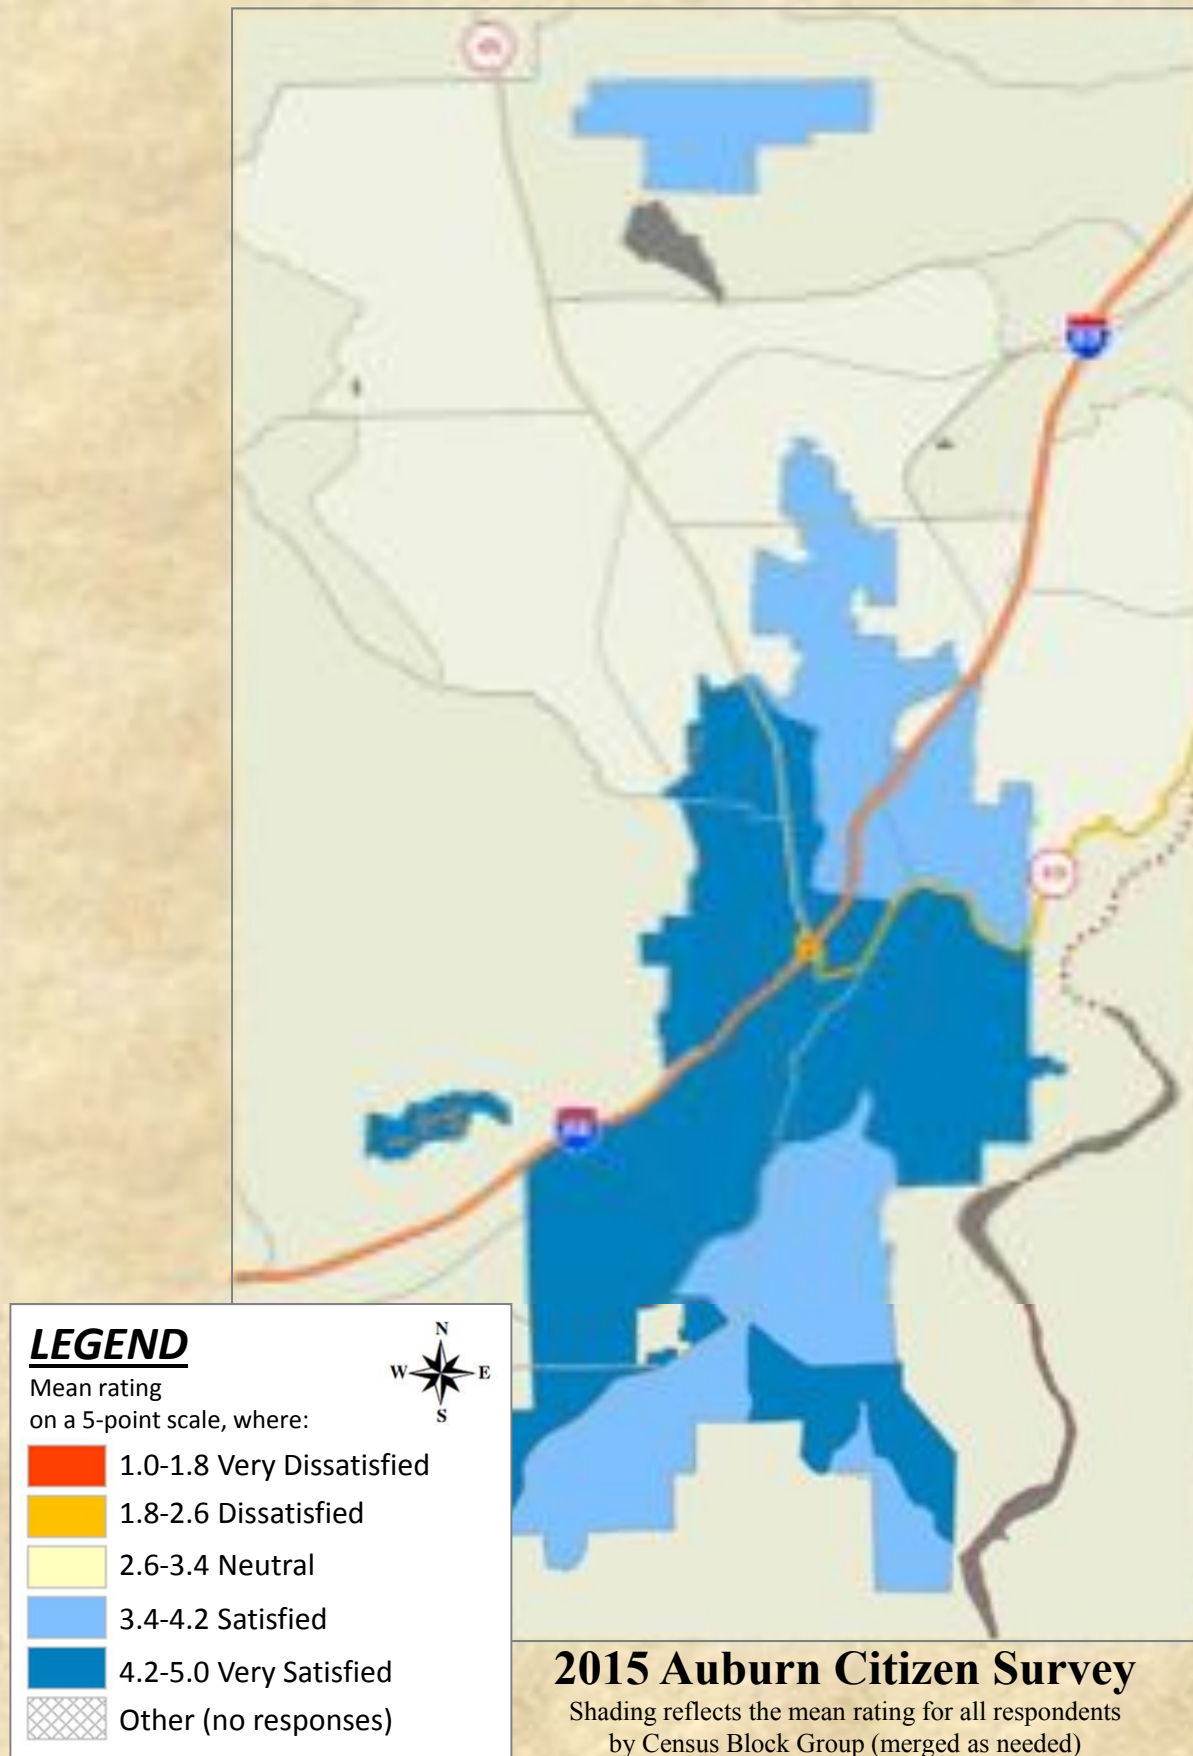 LEGEND
Mean rating
on a 5-point scale, where:
N
W E
S
1.0-1.8 Very Dissatisfied
1.8-2.6 Dissatisfied
2.6-3.4 Neutral
3.4-4.2 Satisfied
4.2-5.0 Very Satisfied
Other (no responses)
2015 Auburn Citizen Survey
Shading reflects the mean rating for all respondents
by Census Block Group (merged as needed)